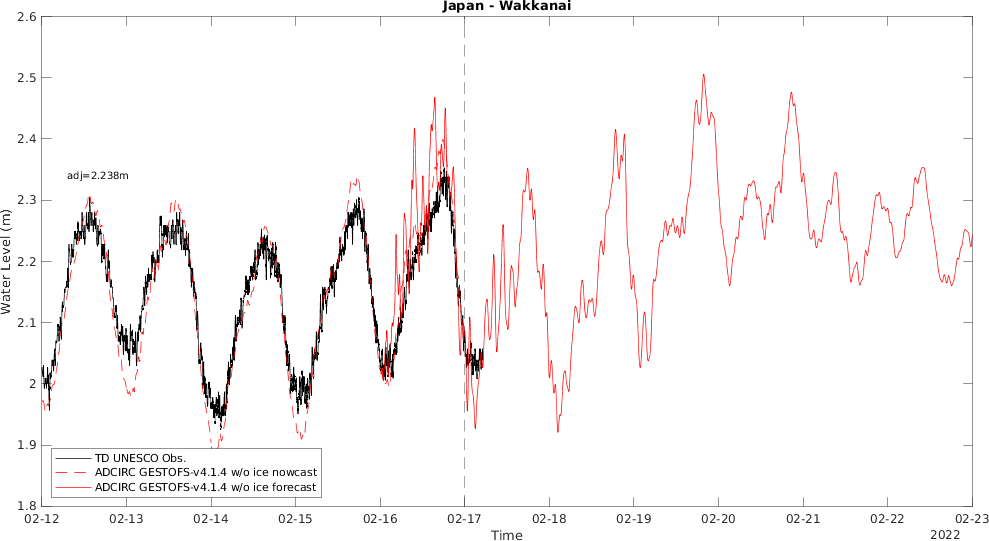 Japan - Wakkanai
2.6
2.5
2.4
2.3
2.2
2.1
2
1.9
1.8
Water Level (m)
adj=2.238m
TD UNESCO Obs.
ADCIRC GESTOFS-v4.1.4 w/o ice nowcast
ADCIRC GESTOFS-v4.1.4 w/o ice forecast
02-12 02-13 02-14 02-15 02-16 02-17 02-18 02-19 02-20 02-21 02-22 02-23
Time
2022